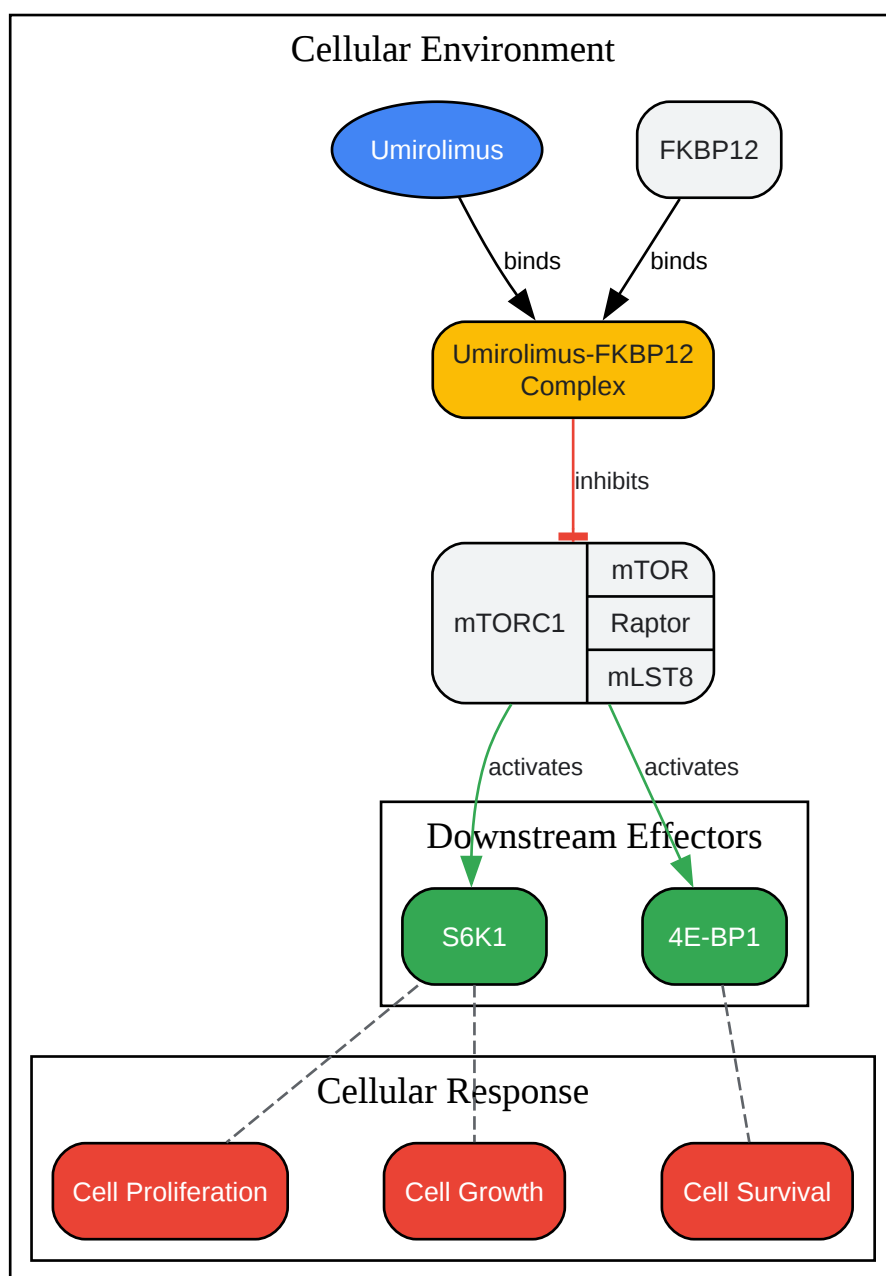 Cellular Environment
Umirolimus
FKBP12
binds
binds
Umirolimus-FKBP12
Complex
inhibits
mTORC1
mTOR
Raptor
mLST8
activates
activates
Downstream Effectors
S6K1
4E-BP1
Cellular Response
Cell Proliferation
Cell Growth
Cell Survival